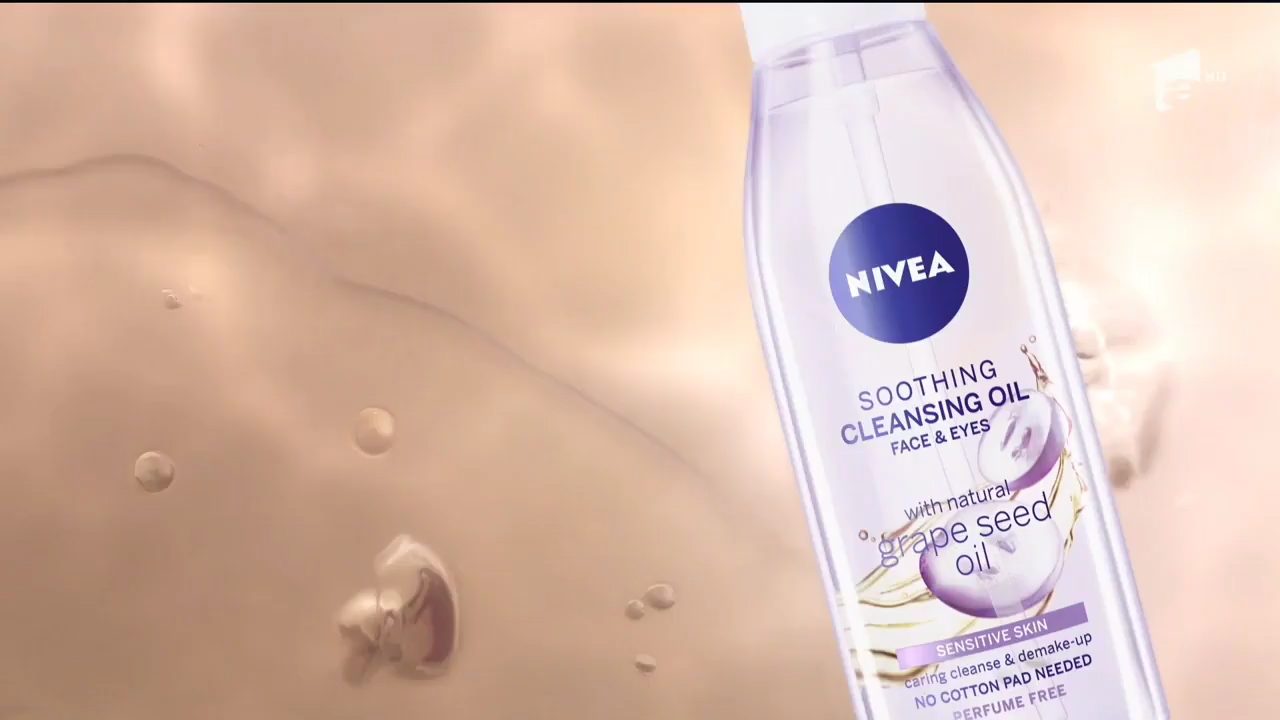 HD
NIVEA
SOOTHING
CLEANSING OIL
FACE & EYES
with natural
grape seed
oil
SENSITIVE SKIN
caring cleanse & demake-up
NO COTTON PAD NEEDED
PERFUME FREE